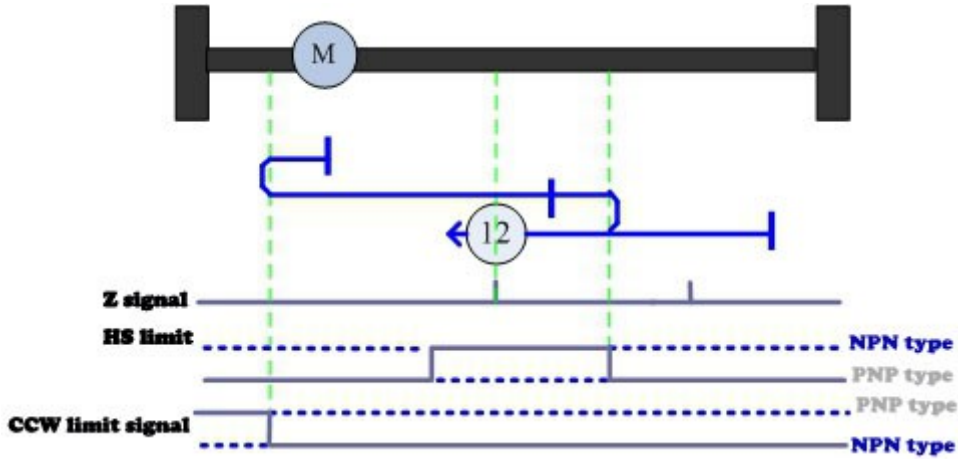 M
12
Z signal
HS limit
NPN type
PNP type
PNP type
CCW limit signal
NPN type